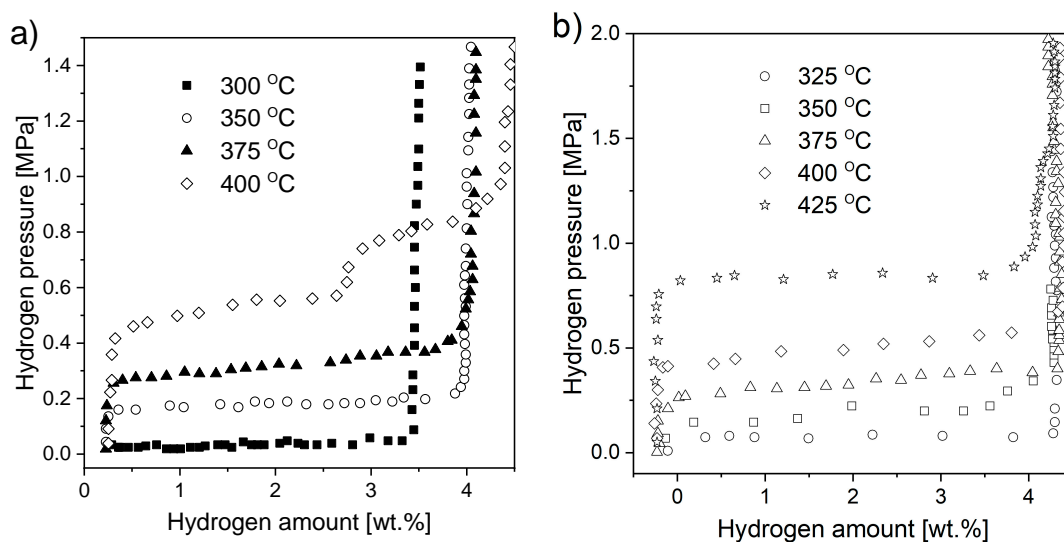 a)
Hydrogen pressure [MPa]
1.4
1.2
1.0
0.8
0.6
0.4
0.2
0.0
300 °C
350 °C
375 °C
400 °C
0 1 2 3 4
Hydrogen amount [wt.%]
b)
Hydrogen pressure [MPa]
2.0
1.5
1.0
0.5
0.0
325 °C
350 °C
375 °C
400 °C
425 °C
0 1 2 3 4
Hydrogen amount [wt.%]